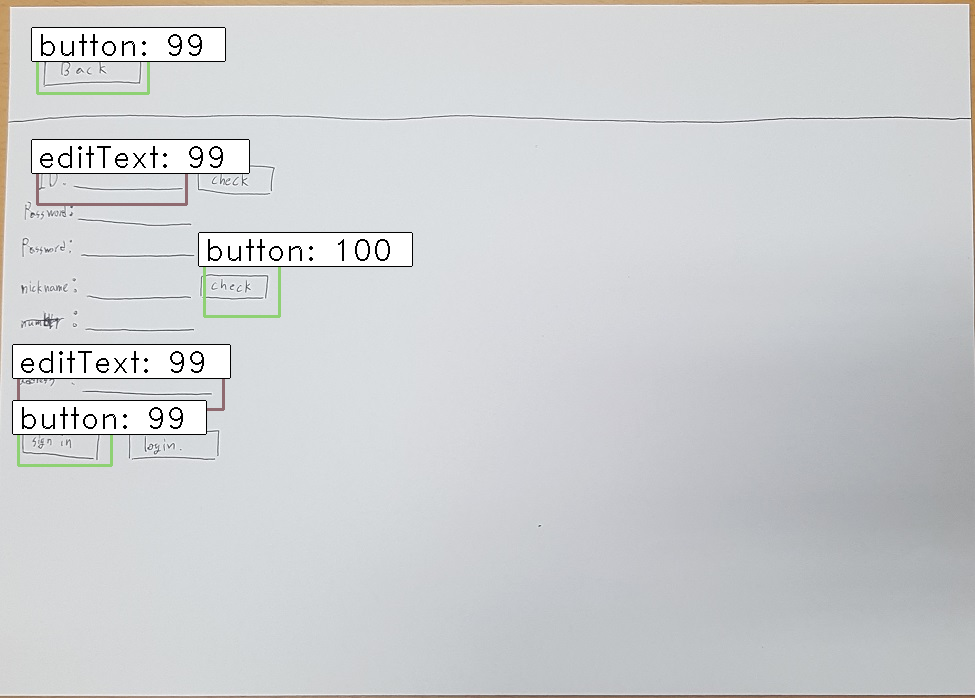 button: 99
Back
editText: 99
ID. check
Password:
Password:
button: 100
nickname: check
number :
editText: 99
address :
button: 99
sign in login.